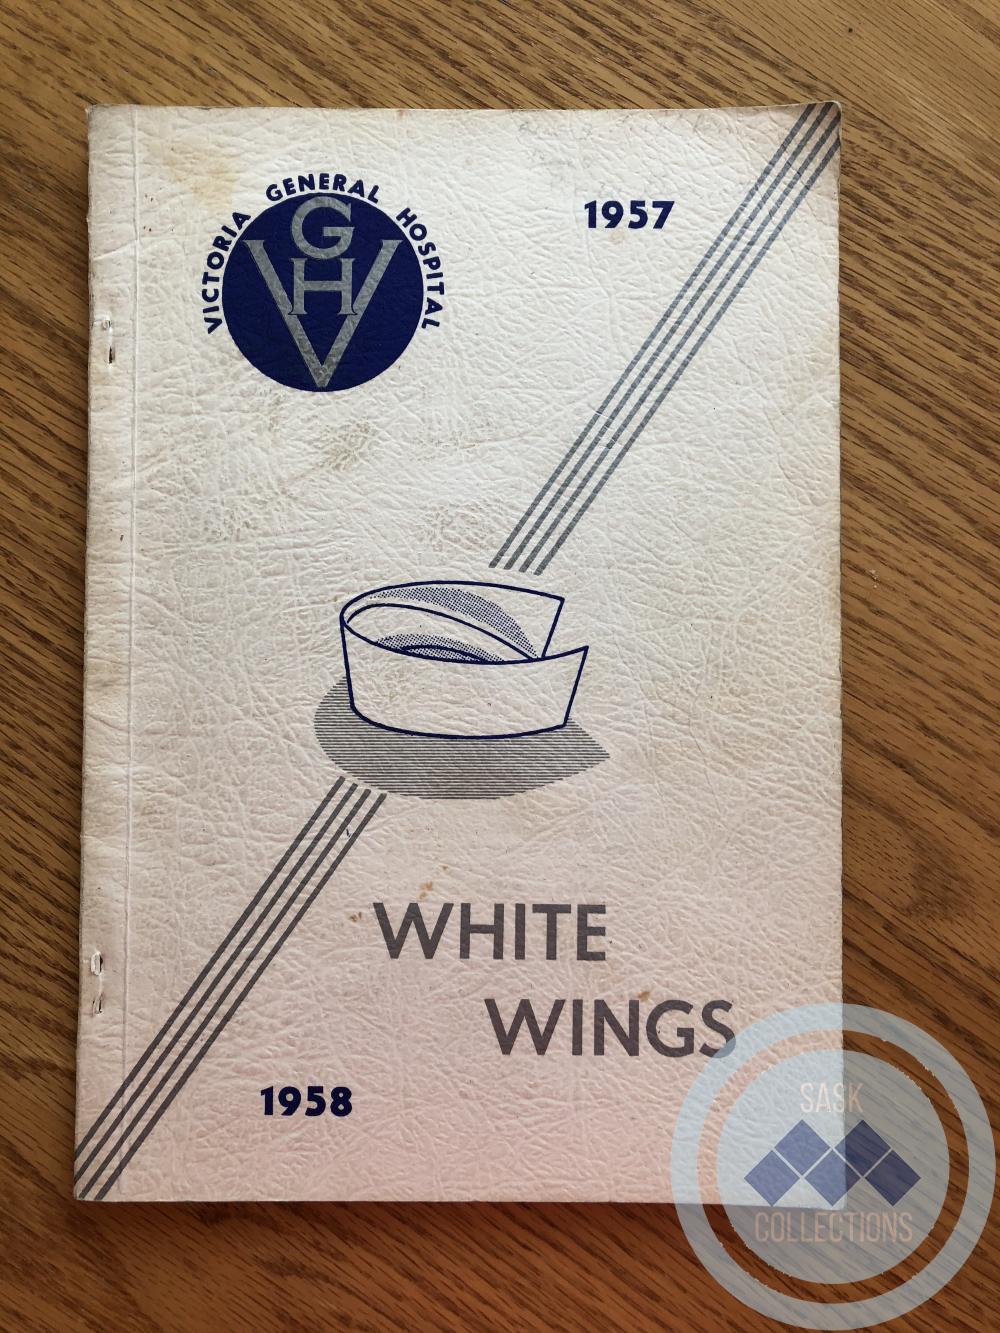 VICTORIA GENERAL HOSPITAL
G
H
V
1957
WHITE
WINGS
1958
SASK
COLLECTIONS